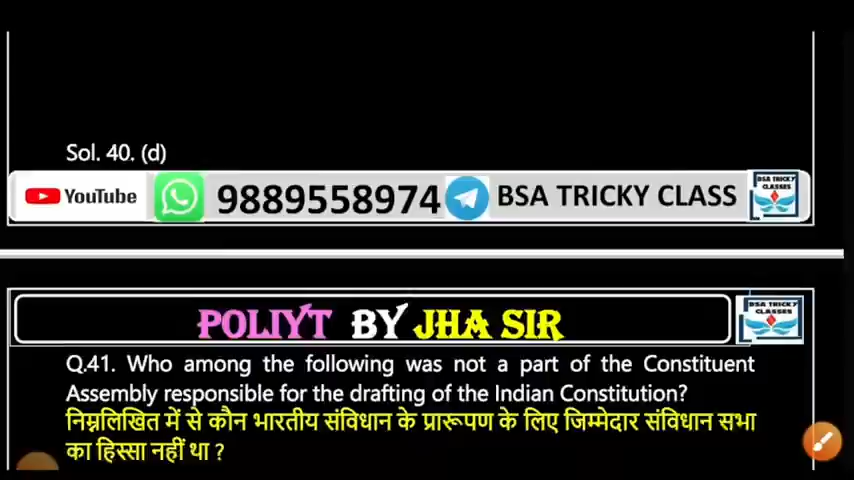 Sol. 40. (d)
YouTube 9889558974 BSA TRICKY CLASS
BSA TRICKY
CLASSES
POLIYT BY JHA SIR
BSA TRICKY
CLASSES
Q.41. Who among the following was not a part of the Constituent
Assembly responsible for the drafting of the Indian Constitution?
निम्नलिखित में से कौन भारतीय संविधान के प्रारूपण के लिए जिम्मेदार संविधान सभा
का हिस्सा नहीं था ?